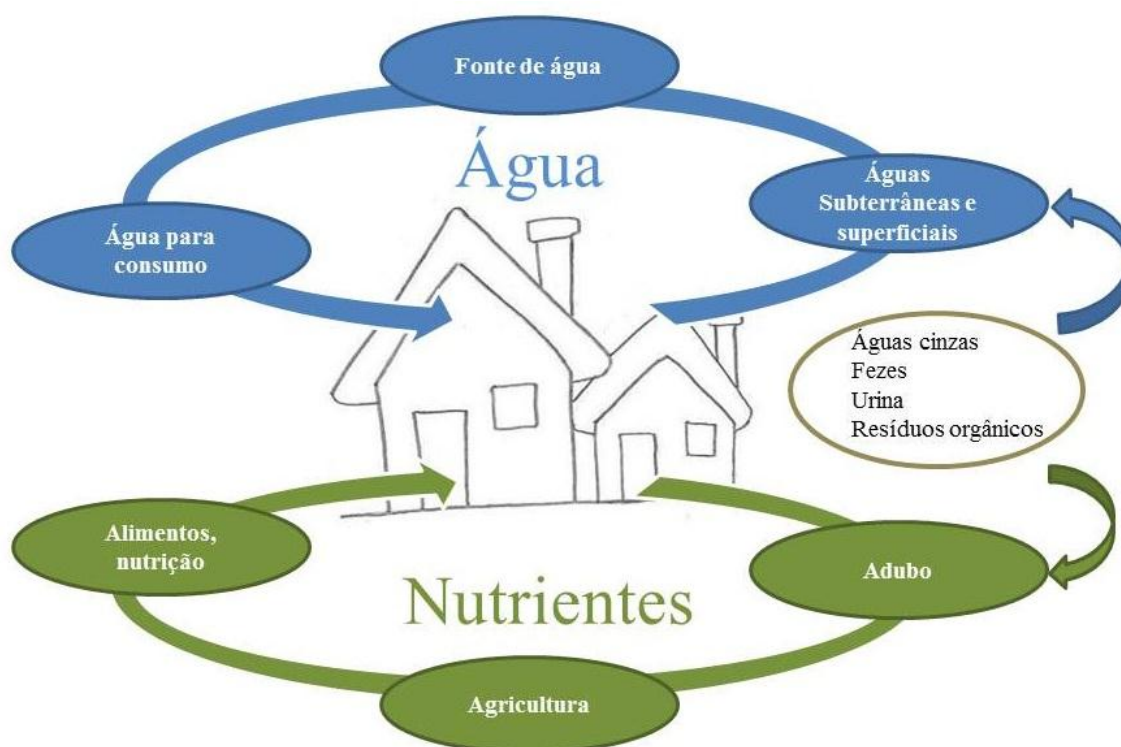 Fonte de água
Água
Águas
Subterrâneas e
superficiais
Água para
consumo
Águas cinzas
Fezes
Urina
Resíduos orgânicos
Alimentos,
nutrição
Adubo
Nutrientes
Agricultura